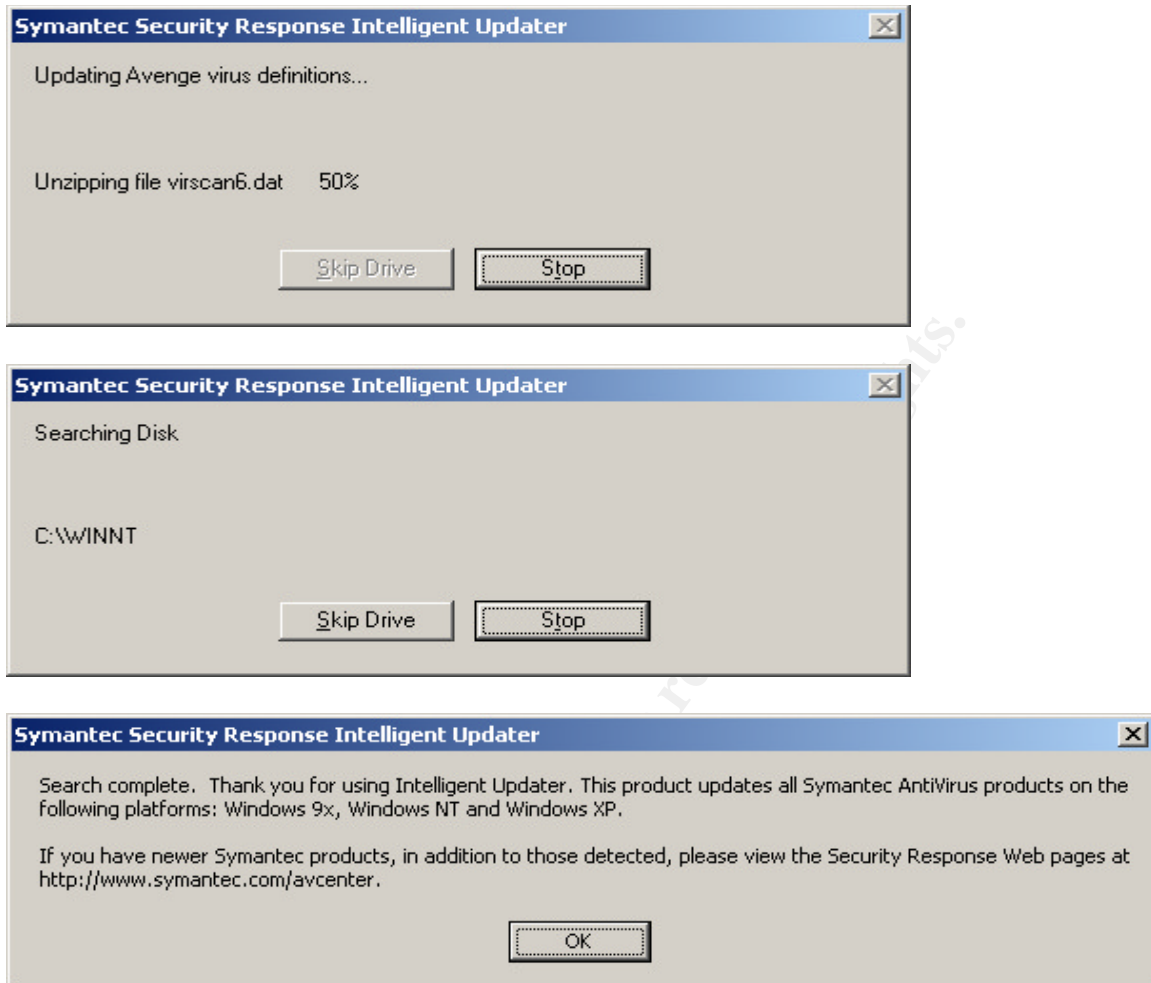 Symantec Security Response Intelligent Updater
Updating Avenge virus definitions...
Unzipping file virscan6.dat 50%
Skip Drive Stop
Symantec Security Response Intelligent Updater
Searching Disk
C:\WINNT
Skip Drive Stop
Symantec Security Response Intelligent Updater
Search complete. Thank you for using Intelligent Updater. This product updates all Symantec AntiVirus products on the
following platforms: Windows 9x, Windows NT and Windows XP.
If you have newer Symantec products, in addition to those detected, please view the Security Response Web pages at
http://www.symantec.com/avcenter.
OK